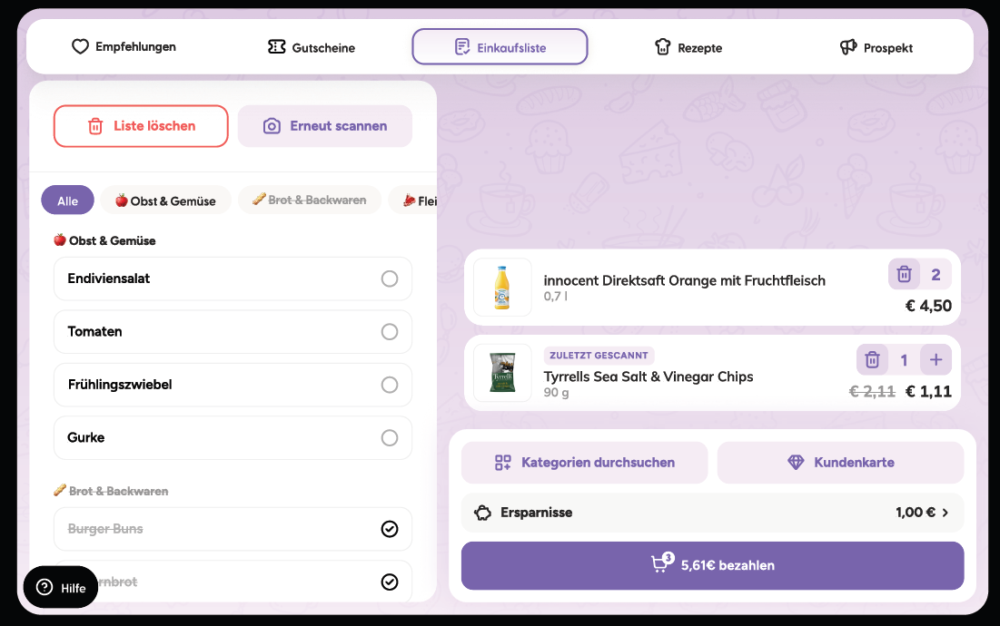 Empfehlungen
Gutscheine
Einkaufsliste
Rezepte
Prospekt
Liste löschen
Erneut scannen
Alle
Obst & Gemüse
Brot & Backwaren
Flei
Obst & Gemüse
Endiviensalat
Tomaten
Frühlingszwiebel
Gurke
Brot & Backwaren
Burger Buns
rnbrot
Hilfe
innocent Direktsaft Orange mit Fruchtfleisch
0,7 l
2
€ 4,50
ZULETZT GESCANNT
Tyrrells Sea Salt & Vinegar Chips
90 g
1
€ 2,11 € 1,11
Kategorien durchsuchen
Kundenkarte
Ersparnisse
1,00 €
3
5,61€ bezahlen